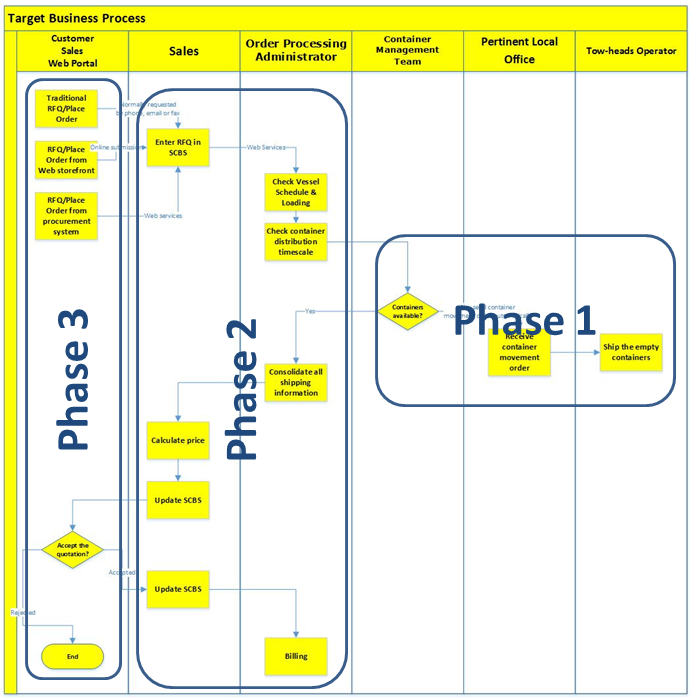 Target Business Process
Customer
Sales
Web Portal
Sales
Order Processing
Administrator
Container
Management
Team
Pertinent Local
Office
Tow-heads Operator
Traditional
RFQ/Place
Order
Normally requested
by phone, email or fax
RFQ/Place
Order from
Web storefront
Online submission
Enter RFQ in
SCBS
Web Services
RFQ/Place
Order from
procurement
system
Web services
Check Vessel
Schedule &
Loading
Check container
distribution
timescale
Containers
available?
container
Yes
Phase 1
Receive
container
movement
order
Ship the empty
containers
Phase 3
Phase 2
Consolidate all
shipping
information
Calculate price
Update SCBS
Accept the
quotation?
Accepted
Update SCBS
Rejected
End
Billing